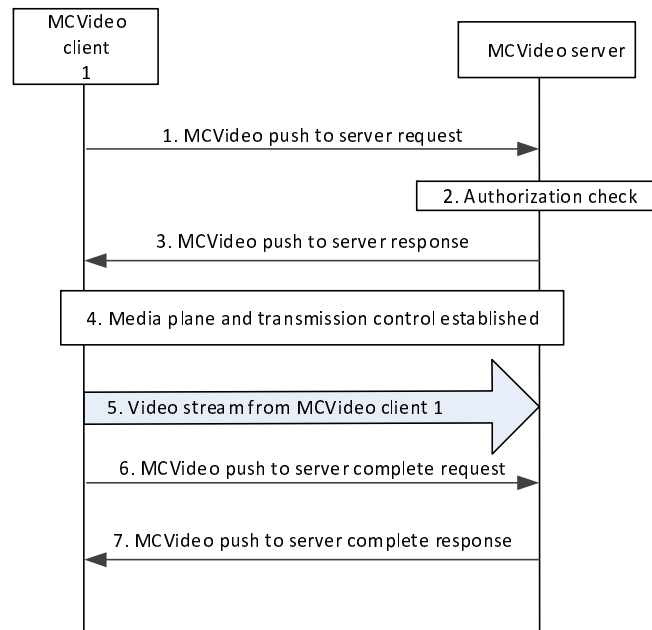 MCVideo
client
1
MCVideo server
1. MCVideo push to server request
2. Authorization check
3. MCVideo push to server response
4. Media plane and transmission control established
5. Video stream from MCVideo client 1
6. MCVideo push to server complete request
7. MCVideo push to server complete response